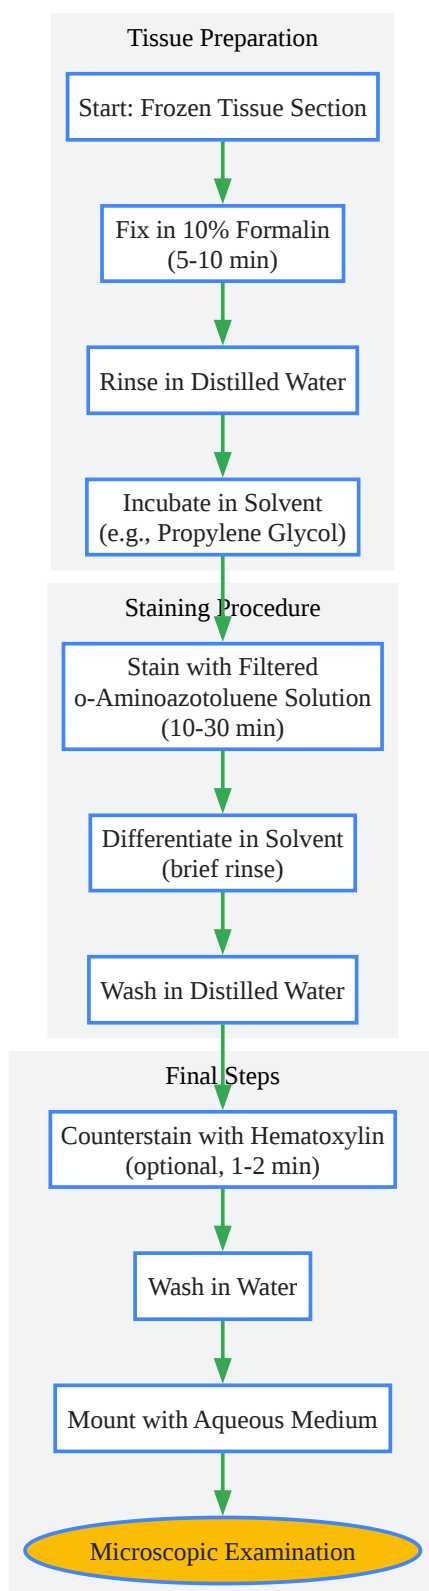 Tissue Preparation
Start: Frozen Tissue Section
Fix in 10% Formalin
(5-10 min)
Rinse in Distilled Water
Incubate in Solvent
(e.g., Propylene Glycol)
Staining Procedure
Stain with Filtered
o-Aminoazotoluene Solution
(10-30 min)
Differentiate in Solvent
(brief rinse)
Wash in Distilled Water
Final Steps
Counterstain with Hematoxylin
(optional, 1-2 min)
Wash in Water
Mount with Aqueous Medium
Microscopic Examination